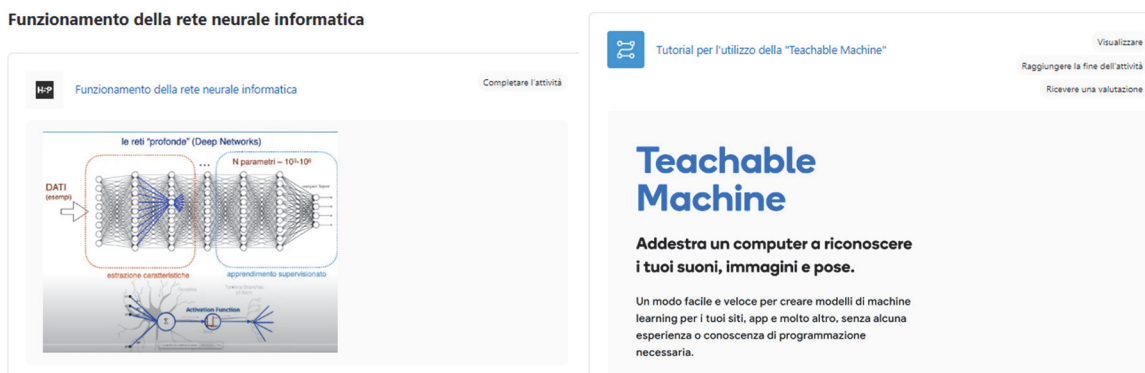 Funzionamento della rete neurale informatica
H-P
Funzionamento della rete neurale informatica
Completare l'attività
le reti "profonde" (Deep Networks)
N parametri ~ 10³-10⁸
DATI
(esempi)
...
output layer
estrazione caratteristiche
apprendimento supervisionato
Activation Function
Σ
Tutorial per l'utilizzo della "Teachable Machine"
Visualizzare
Raggiungere la fine dell'attività
Ricevere una valutazione
Teachable
Machine
Addestra un computer a riconoscere
i tuoi suoni, immagini e pose.
Un modo facile e veloce per creare modelli di machine
learning per i tuoi siti, app e molto altro, senza alcuna
esperienza o conoscenza di programmazione
necessaria.